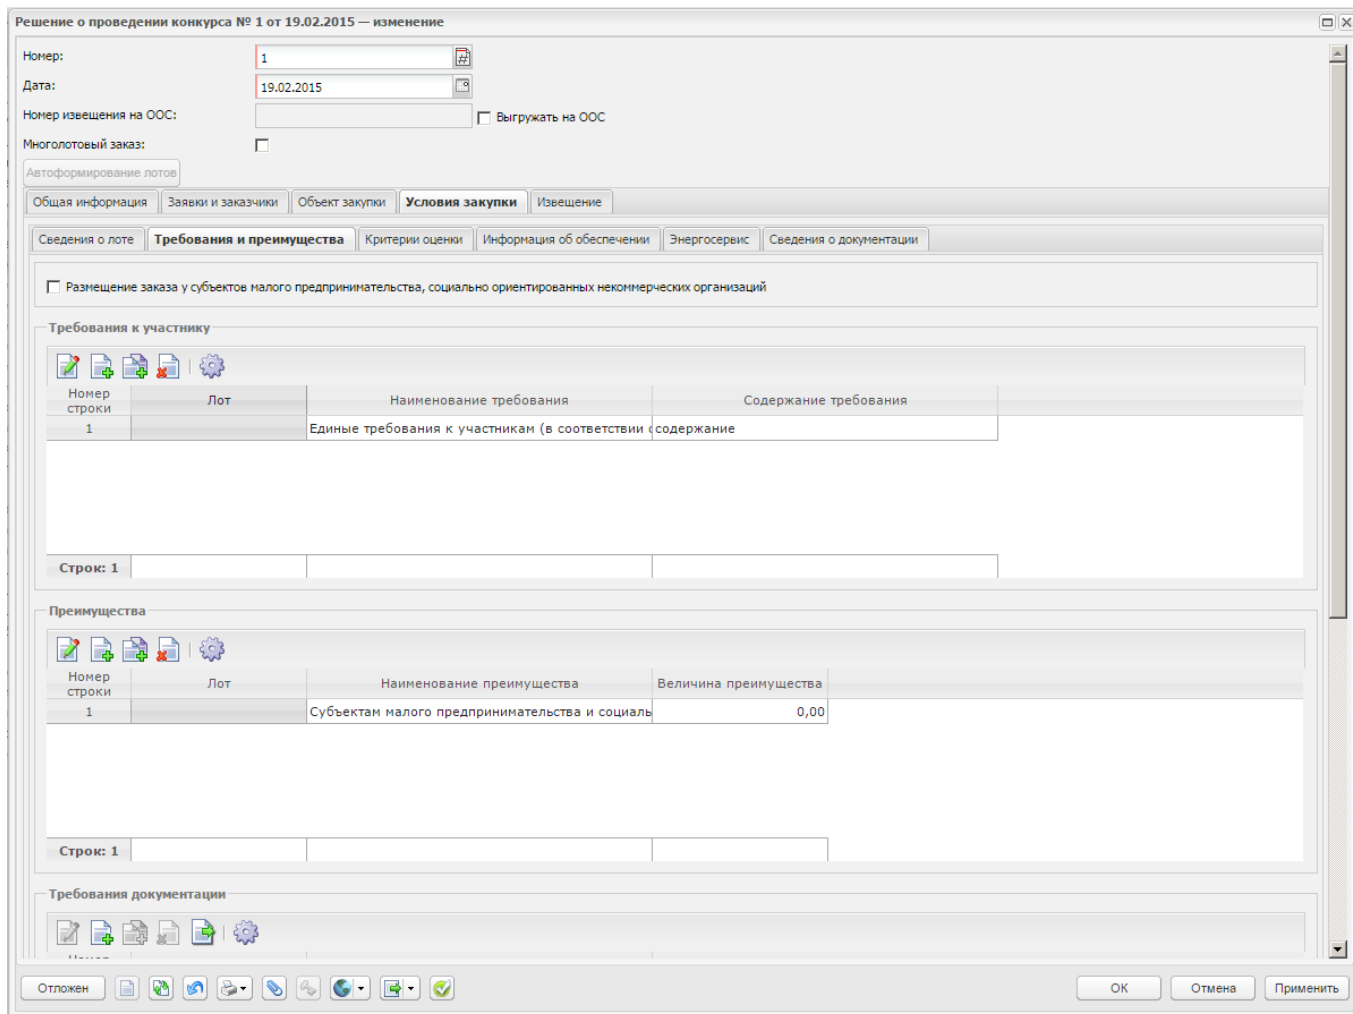 Решение о проведении конкурса № 1 от 19.02.2015 — изменение
Номер: 1
Дата: 19.02.2015
Номер извещения на ООС: Выгружать на ООС
Многолотовый заказ:
Автоформирование лотов
Общая информация Заявки и заказчики Объект закупки Условия закупки Извещение
Сведения о лоте Требования и преимущества Критерии оценки Информация об обеспечении Энергосервис Сведения о документации
Размещение заказа у субъектов малого предпринимательства, социально ориентированных некоммерческих организаций
Требования к участнику
Номер строки Лот Наименование требования Содержание требования
1 Единые требования к участникам (в соответствии с содержание
Строк: 1
Преимущества
Номер строки Лот Наименование преимущества Величина преимущества
1 Субъектам малого предпринимательства и социаль 0,00
Строк: 1
Требования документации
Отложен ОК Отмена Применить